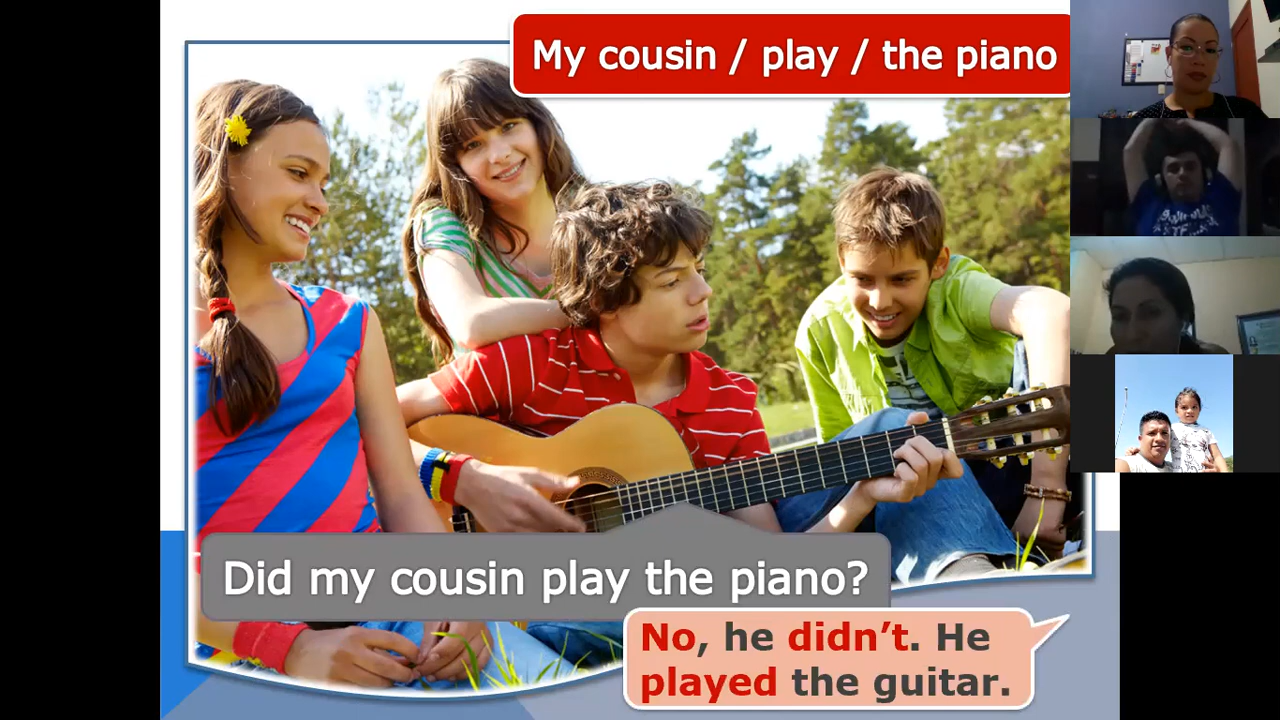 My cousin / play / the piano
Did my cousin play the piano?
No, he didn’t. He
played the guitar.